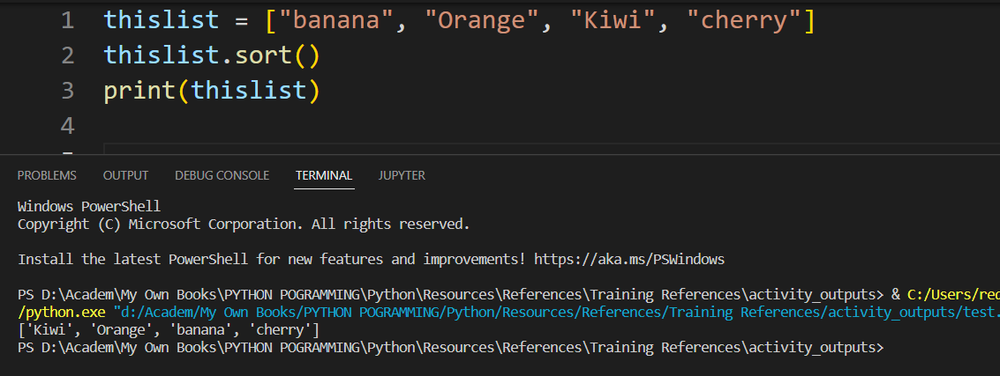 1 thislist = ["banana", "Orange", "Kiwi", "cherry"]
2 thislist.sort()
3 print(thislist)
4
PROBLEMS OUTPUT DEBUG CONSOLE TERMINAL JUPYTER
Windows PowerShell
Copyright (C) Microsoft Corporation. All rights reserved.
Install the latest PowerShell for new features and improvements! https://aka.ms/PSWindows
PS D:\Academ\My Own Books\PYTHON POGRAMMING\Python\Resources\References\Training References\activity_outputs> & C:/Users/rec
/python.exe "d:/Academ/My Own Books/PYTHON POGRAMMING/Python/Resources/References/Training References/activity_outputs/test.
['Kiwi', 'Orange', 'banana', 'cherry']
PS D:\Academ\My Own Books\PYTHON POGRAMMING\Python\Resources\References\Training References\activity_outputs>